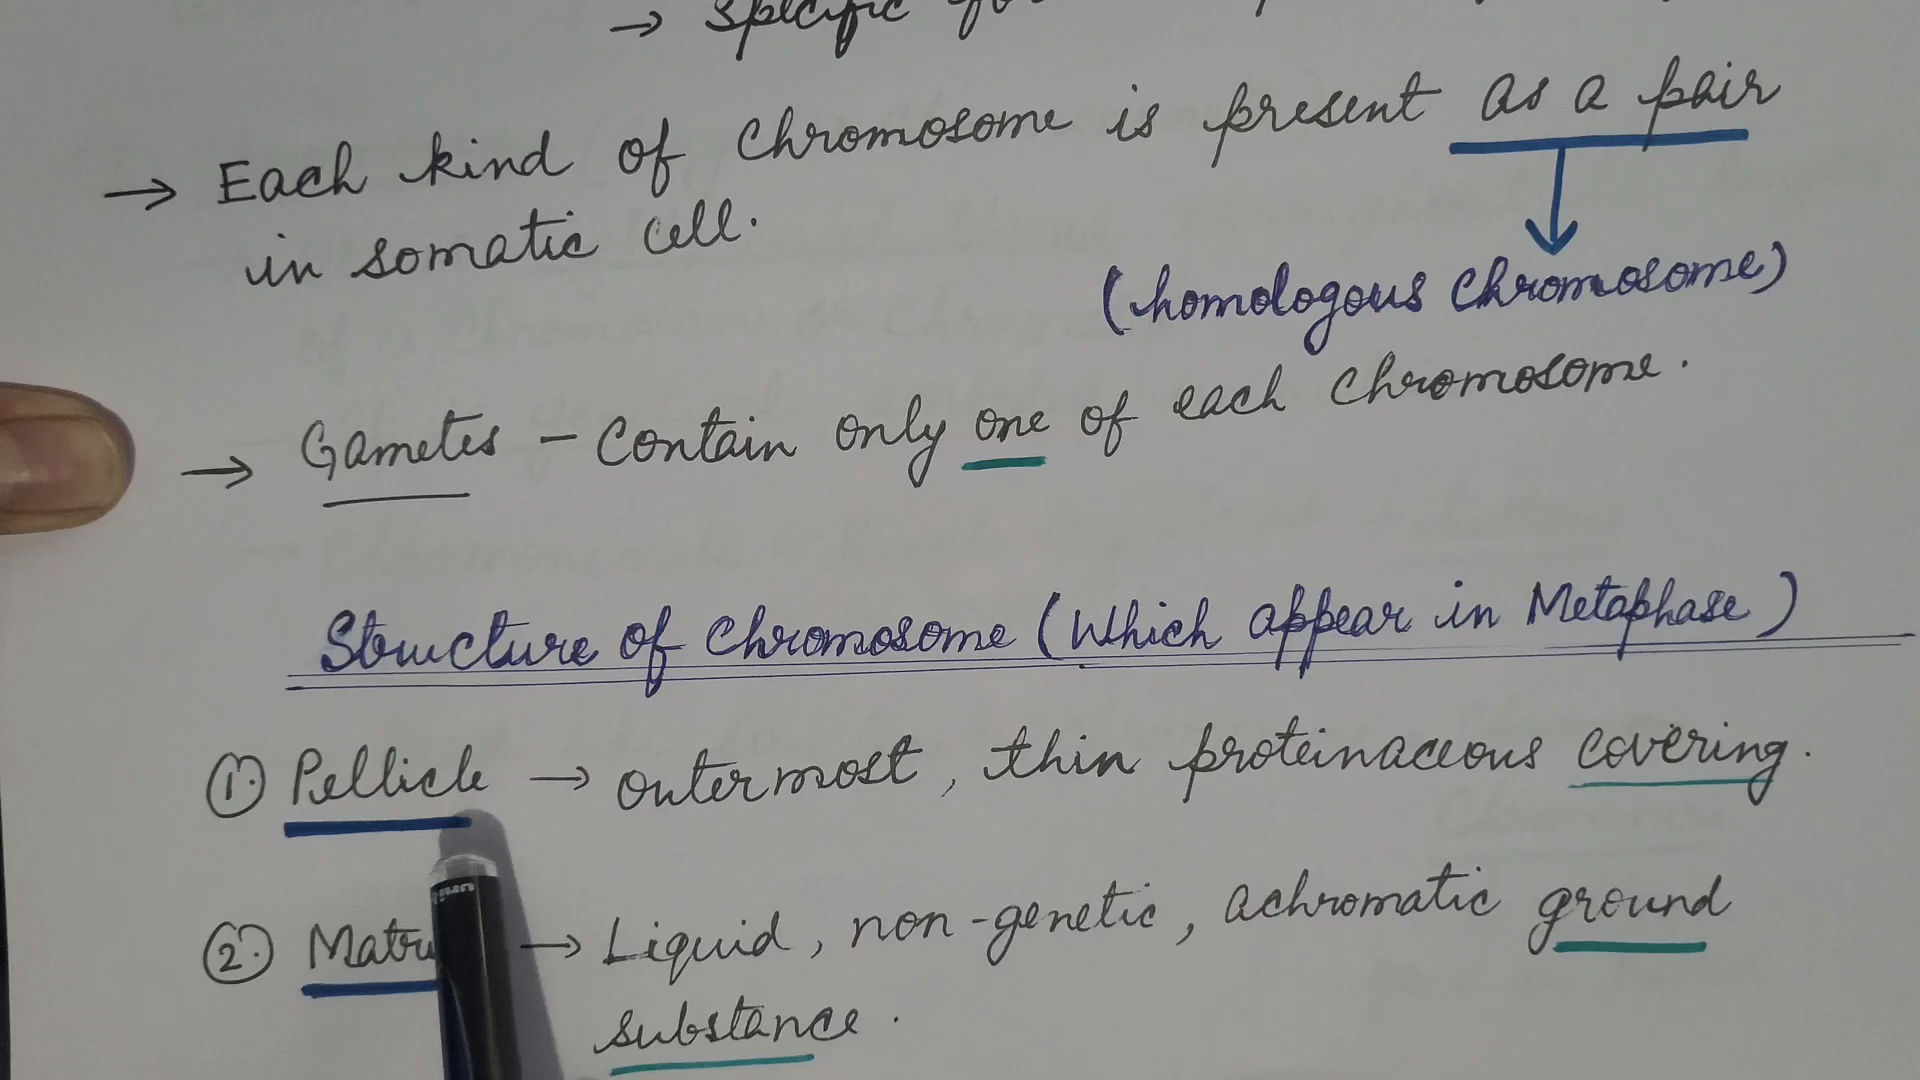 → Specific
→ Each kind of chromosome is present as a pair
in somatic cell.
(homologous chromosome)
→ Gametes - contain only one of each chromosome.
Structure of chromosome (Which appear in Metaphase)
1. Pellicle → outermost, thin proteinaceous covering.
2. → Liquid, non-genetic, achromatic ground
substance.